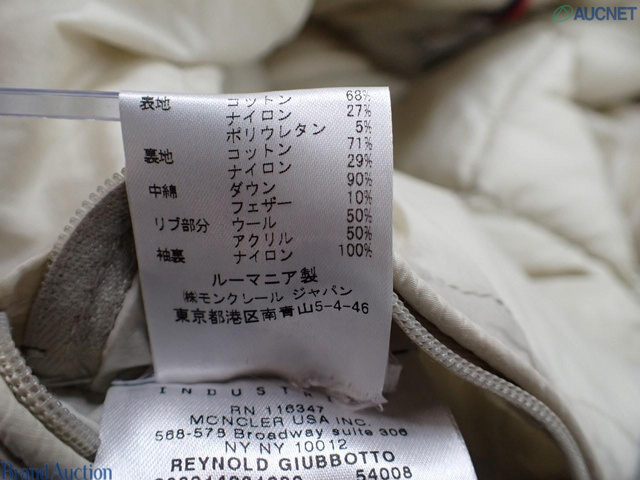 AUCNET
表地 コットン 68%
ナイロン 27%
ポリウレタン 5%
裏地 コットン 71%
ナイロン 29%
中綿 ダウン 90%
フェザー 10%
リブ部分 ウール 50%
アクリル 50%
袖裏 ナイロン 100%
ルーマニア製
㈱モンクレール ジャパン
東京都港区南青山5-4-46
INDUSTRI
RN 116347
MONCLER USA INC.
568-578 Broadway suite 306
NY NY 10012
REYNOLD GIUBBOTTO
54008
Brand Auction